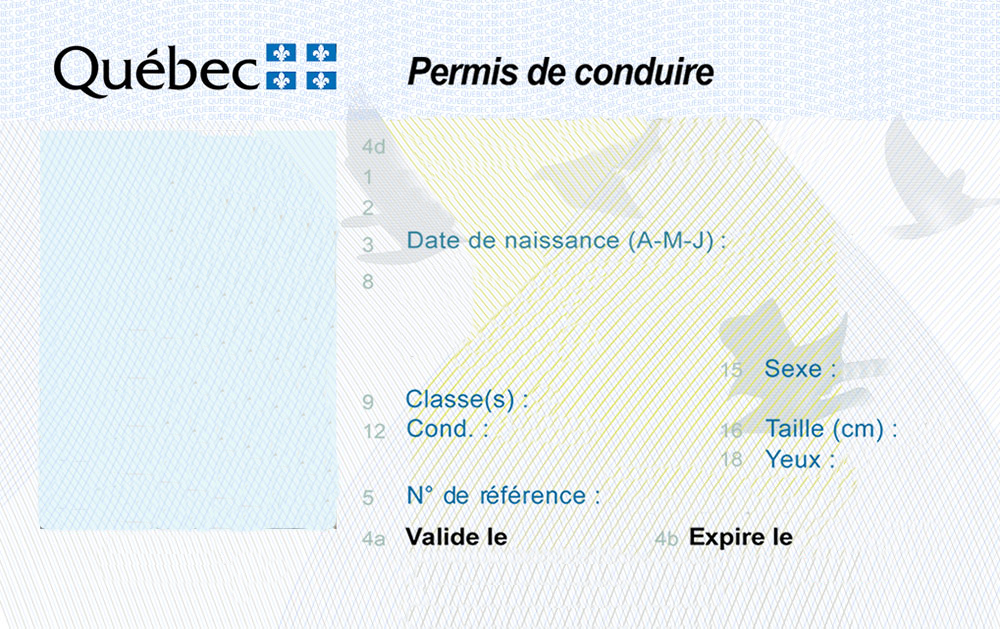 Québec
Permis de conduire
4d
1
2
3 Date de naissance (A-M-J) :
8
15 Sexe :
9 Classe(s) :
12 Cond. :
16 Taille (cm) :
18 Yeux :
5 N° de référence :
4a Valide le
4b Expire le